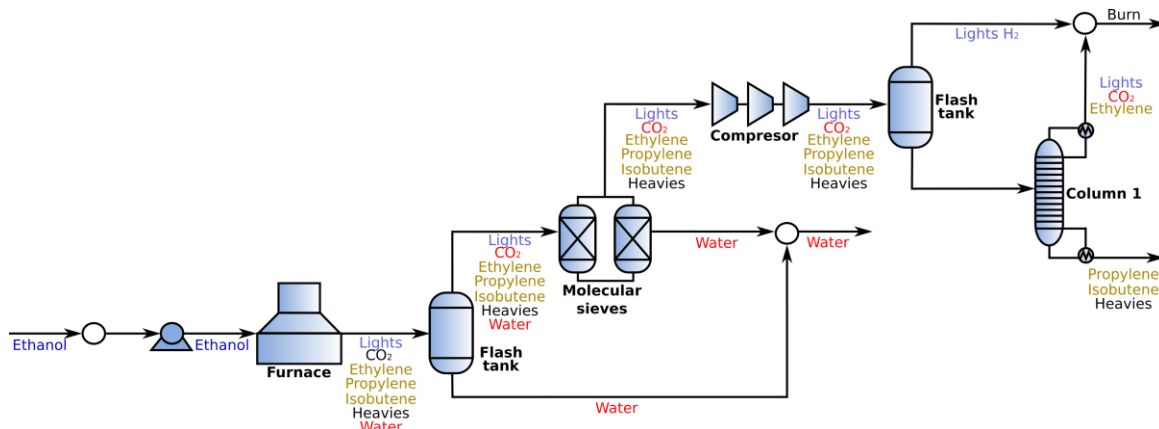 Burn
Lights H₂
Lights
CO₂
Ethylene
Flash
tank
Lights
CO₂
Ethylene
Propylene
Isobutene
Heavies
Compresor
Lights
CO₂
Ethylene
Propylene
Isobutene
Heavies
Column 1
Propylene
Isobutene
Heavies
Lights
CO₂
Ethylene
Propylene
Isobutene
Heavies
Water
Molecular
sieves
Water
Water
Ethanol
Ethanol
Furnace
Lights
CO₂
Ethylene
Propylene
Isobutene
Heavies
Water
Flash
tank
Water